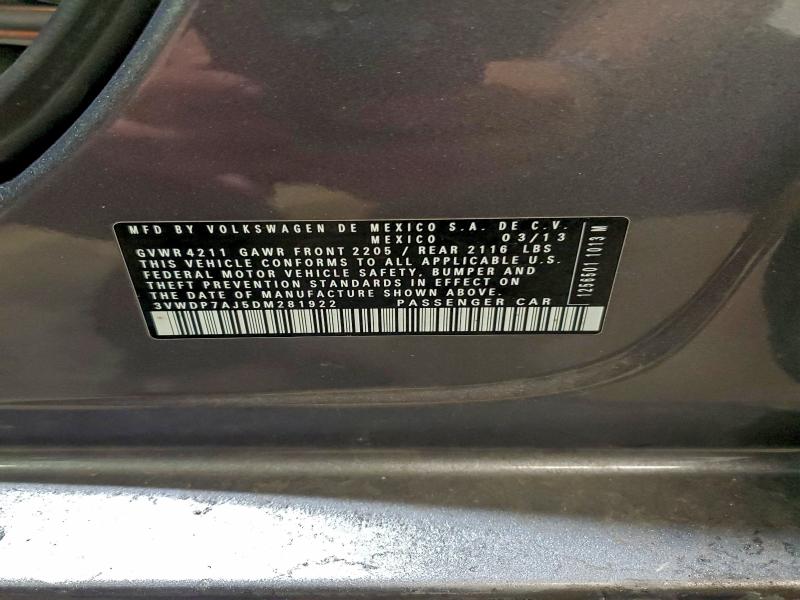 MFD BY VOLKSWAGEN DE MEXICO S.A. DE C.V.
MEXICO 03/13
GVWR 4211 GAWR FRONT 2205 / REAR 2116 LBS
THIS VEHICLE CONFORMS TO ALL APPLICABLE U.S.
FEDERAL MOTOR VEHICLE SAFETY, BUMPER AND
THEFT PREVENTION STANDARDS IN EFFECT ON
THE DATE OF MANUFACTURE SHOWN ABOVE.
3VWDP7AJ5DM281922 PASSENGER CAR
1256501 1013 M